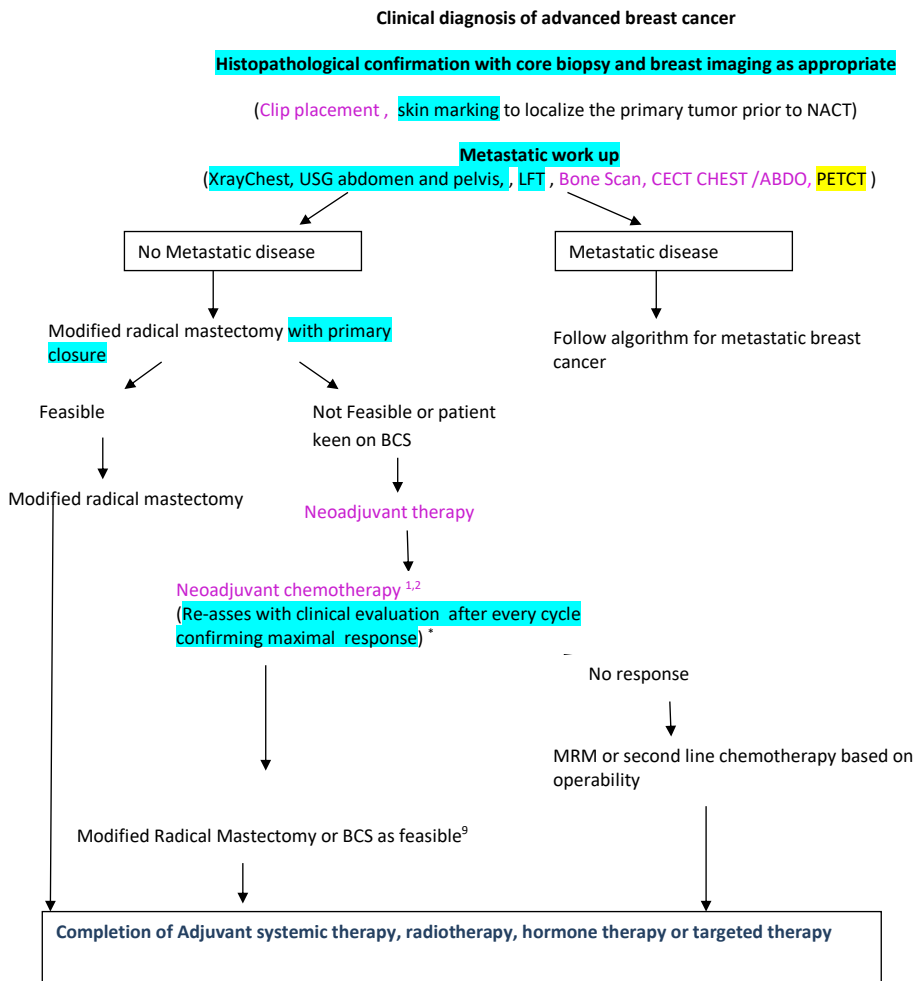 Clinical diagnosis of advanced breast cancer
Histopathological confirmation with core biopsy and breast imaging as appropriate
(Clip placement , skin marking to localize the primary tumor prior to NACT)
Metastatic work up
(XrayChest, USG abdomen and pelvis, , LFT , Bone Scan, CECT CHEST /ABDO, PETCT )
No Metastatic disease
Metastatic disease
Modified radical mastectomy with primary
closure
Follow algorithm for metastatic breast
cancer
Feasible
Not Feasible or patient
keen on BCS
Modified radical mastectomy
Neoadjuvant therapy
Neoadjuvant chemotherapy 1,2
(Re-asses with clinical evaluation after every cycle
confirming maximal response) *
No response
MRM or second line chemotherapy based on
operability
Modified Radical Mastectomy or BCS as feasible9
Completion of Adjuvant systemic therapy, radiotherapy, hormone therapy or targeted therapy